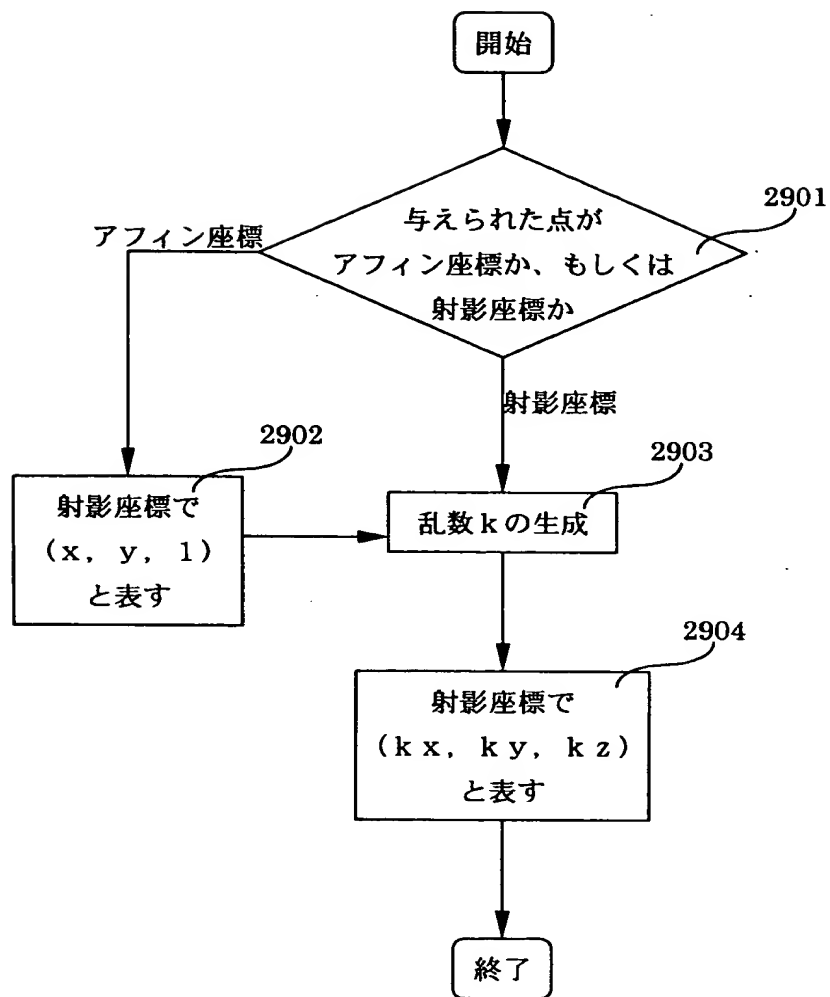 開始
2901
与えられた点が
アフィン座標か、もしくは
射影座標か
アフィン座標
射影座標
2902
射影座標で
(x, y, 1)
と表す
2903
乱数kの生成
2904
射影座標で
(kx, ky, kz)
と表す
終了